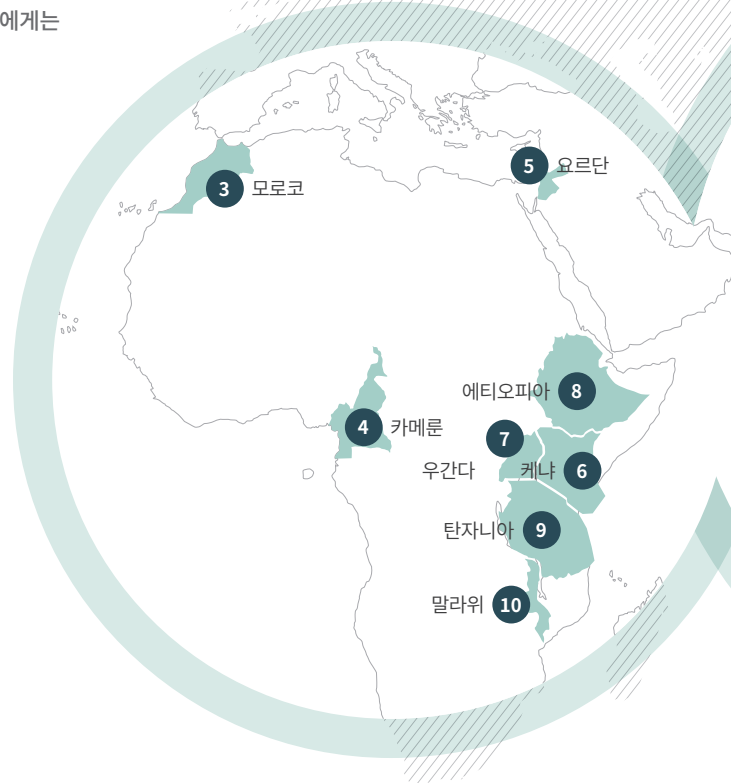 에게는
5 요르단
3 모로코
에티오피아 8
4 카메룬
7
우간다
케냐 6
탄자니아 9
말라위 10